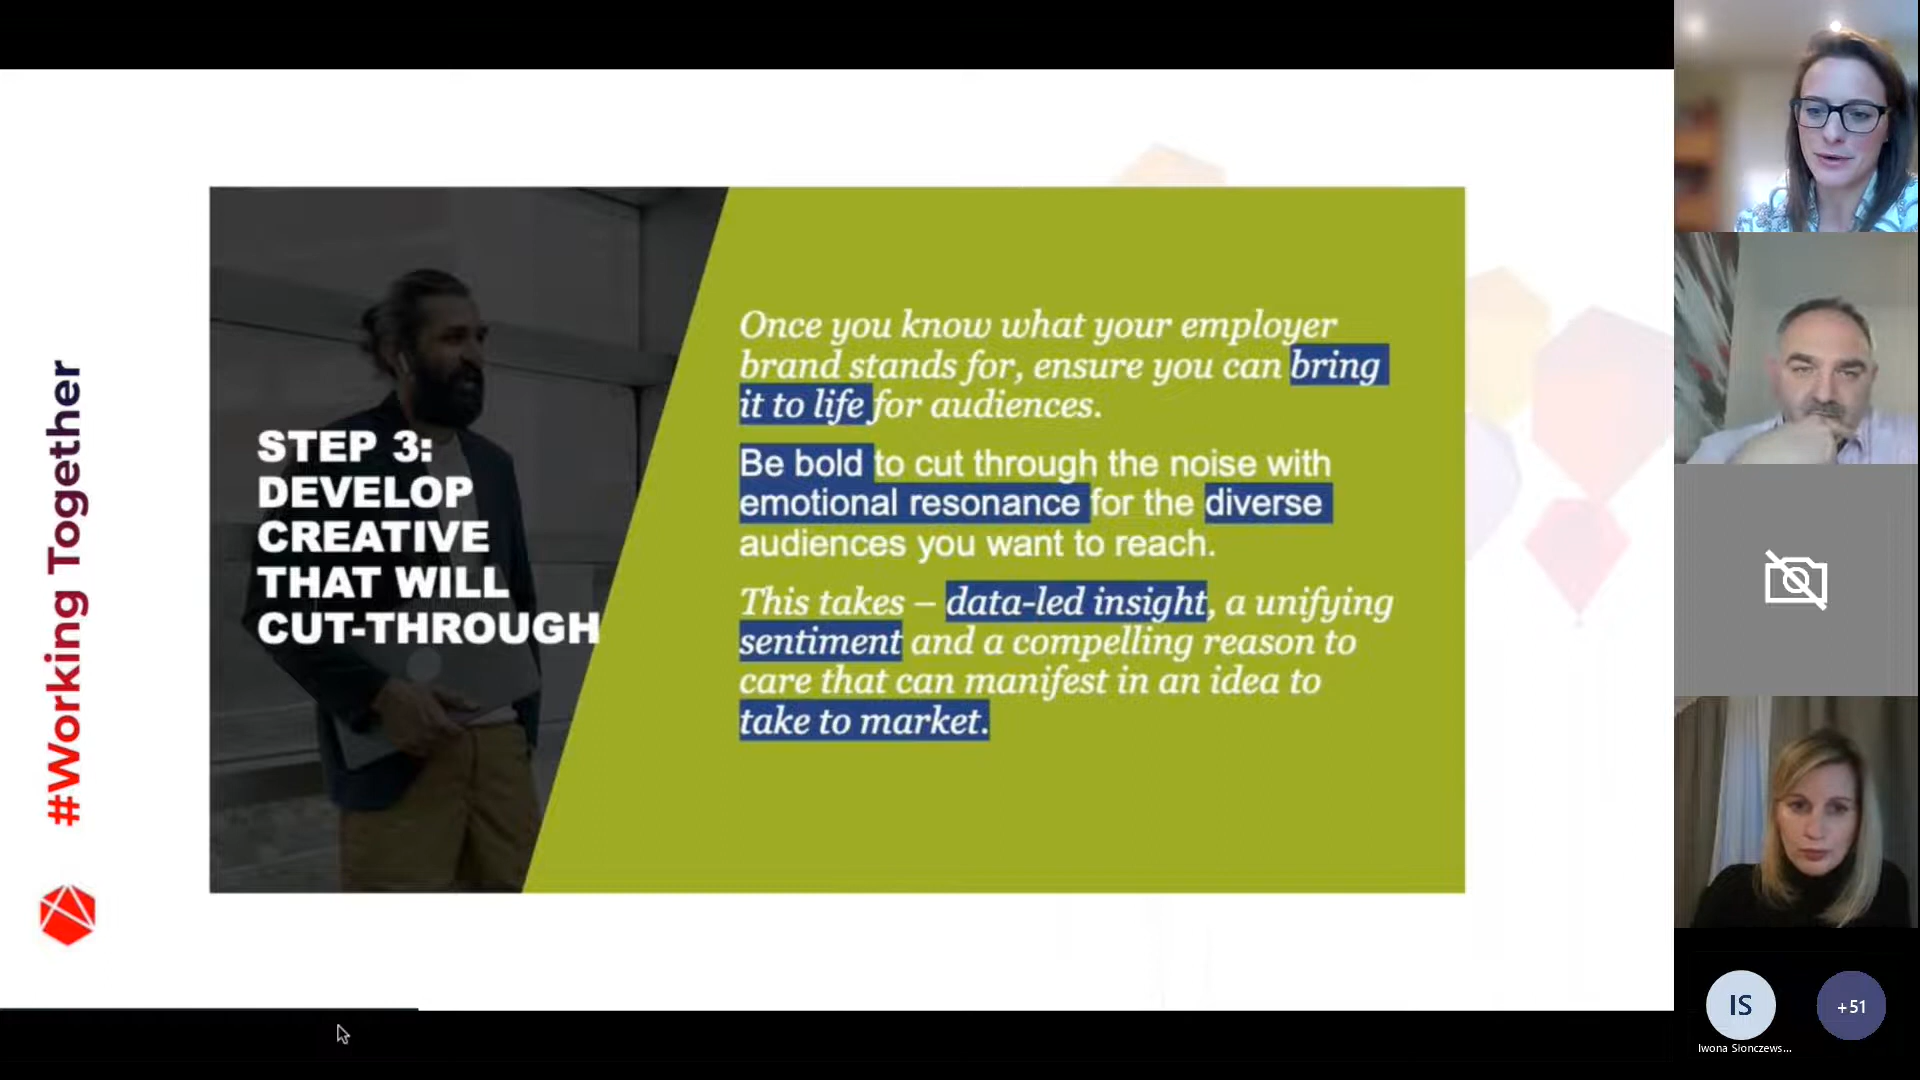 #Working Together
STEP 3:
DEVELOP
CREATIVE
THAT WILL
CUT-THROUGH
Once you know what your employer
brand stands for, ensure you can bring
it to life for audiences.
Be bold to cut through the noise with
emotional resonance for the diverse
audiences you want to reach.
This takes – data-led insight, a unifying
sentiment and a compelling reason to
care that can manifest in an idea to
take to market.
IS
Iwona Sionczews...
+51